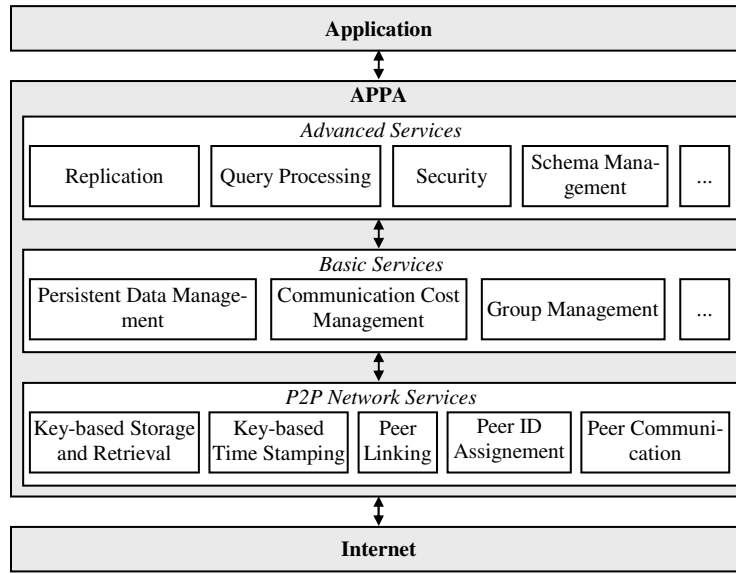 Application
APPA
Advanced Services
Replication
Query Processing
Security
Schema Mana-
gement
...
Basic Services
Persistent Data Manage-
ment
Communication Cost
Management
Group Management
...
P2P Network Services
Key-based Storage
and Retrieval
Key-based
Time Stamping
Peer
Linking
Peer ID
Assignement
Peer Communi-
cation
Internet